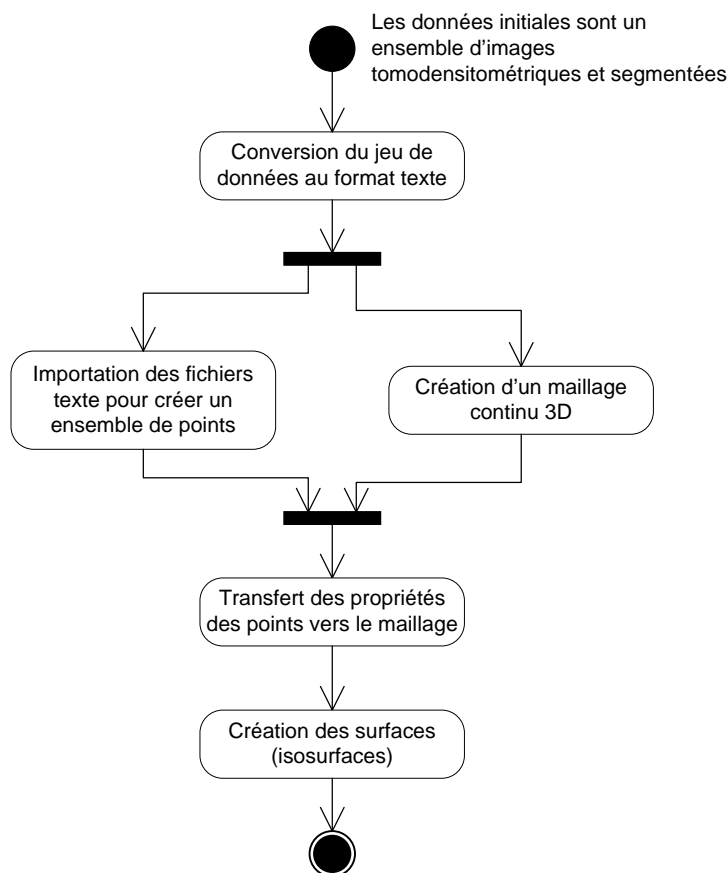 Les données initiales sont un
ensemble d'images
tomodensitométriques et segmentées
Conversion du jeu de
données au format texte
Importation des fichiers
texte pour créer un
ensemble de points
Création d'un maillage
continu 3D
Transfert des propriétés
des points vers le maillage
Création des surfaces
(isosurfaces)